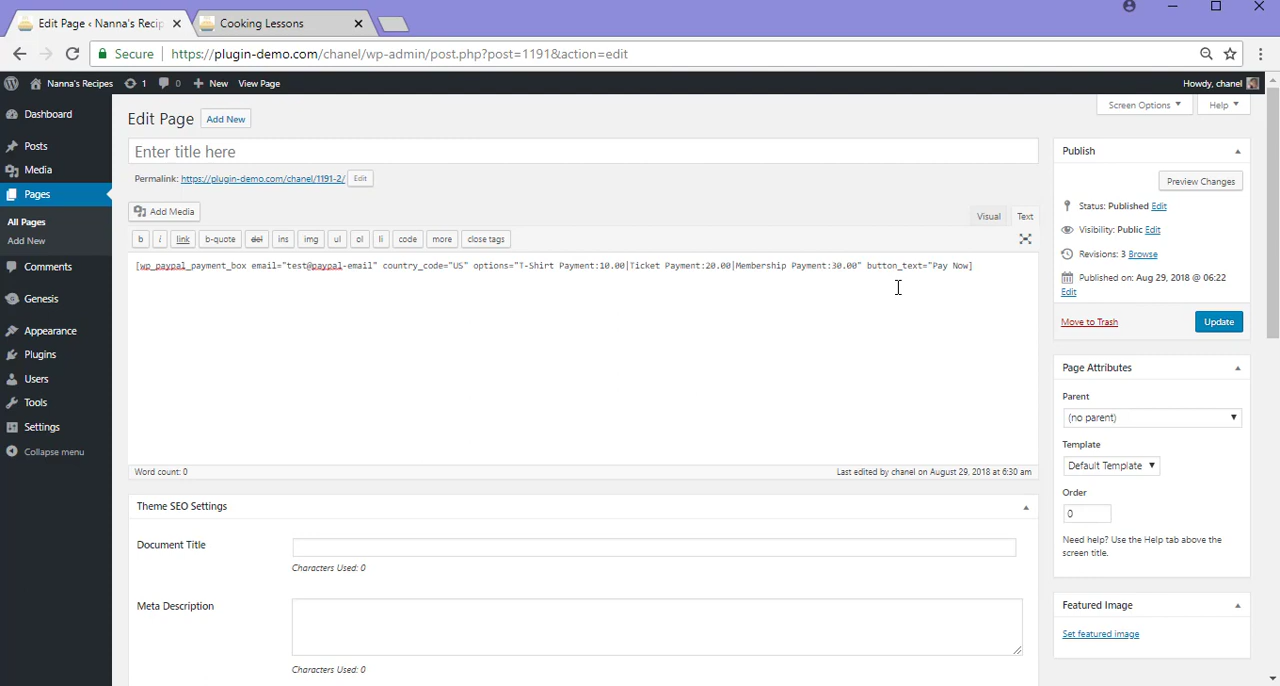 Edit Page ‹ Nanna's Recip
Cooking Lessons
Secure
https://plugin-demo.com/chanel/wp-admin/post.php?post=1191&action=edit
Nanna's Recipes
1
0
New
View Page
Howdy, chanel
Dashboard
Posts
Media
Pages
All Pages
Add New
Comments
Genesis
Appearance
Plugins
Users
Tools
Settings
Collapse menu
Screen Options ▼
Help ▼
Edit Page
Add New
Enter title here
Permalink: https://plugin-demo.com/chanel/1191-2/
Edit
Add Media
Visual
Text
b
i
link
b-quote
del
ins
img
ul
ol
li
code
more
close tags
[wp_paypal_payment_box email="test@paypal-email" country_code="US" options="T-Shirt Payment:10.00|Ticket Payment:20.00|Membership Payment:30.00" button_text="Pay Now]
Word count: 0
Last edited by chanel on August 29, 2018 at 6:30 am
Theme SEO Settings
Document Title
Characters Used: 0
Meta Description
Characters Used: 0
Publish
Preview Changes
Status: Published Edit
Visibility: Public Edit
Revisions: 3 Browse
Published on: Aug 29, 2018 @ 06:22
Edit
Move to Trash
Update
Page Attributes
Parent
(no parent)
Template
Default Template
Order
0
Need help? Use the Help tab above the
screen title.
Featured Image
Set featured image